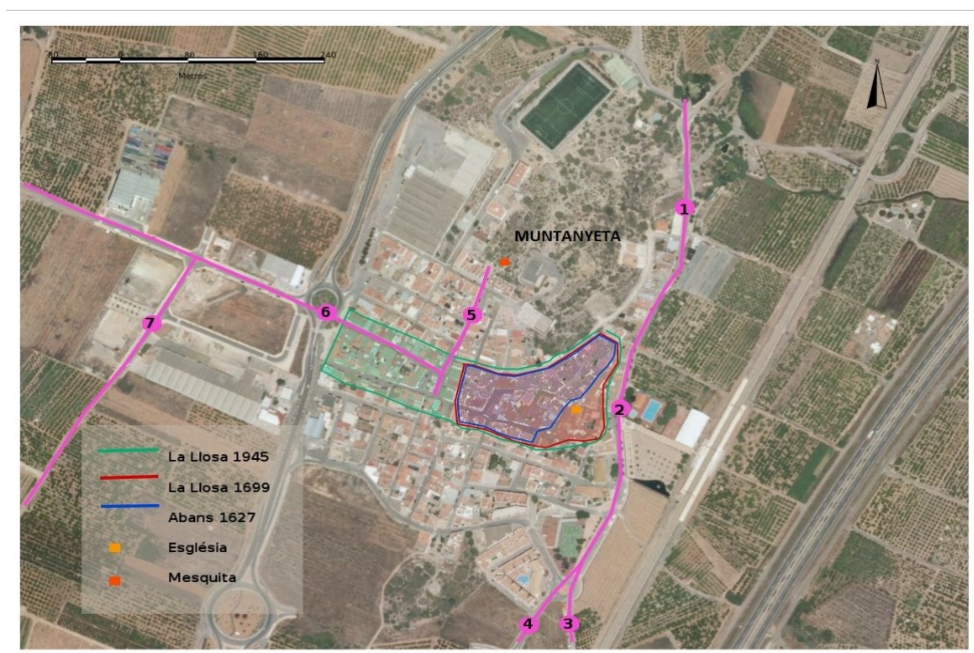 80 0 80 160 240
Metros
N
1
MUNTANYETA
5
6
7
2
La Llosa 1945
La Llosa 1699
Abans 1627
Església
Mesquita
4
3